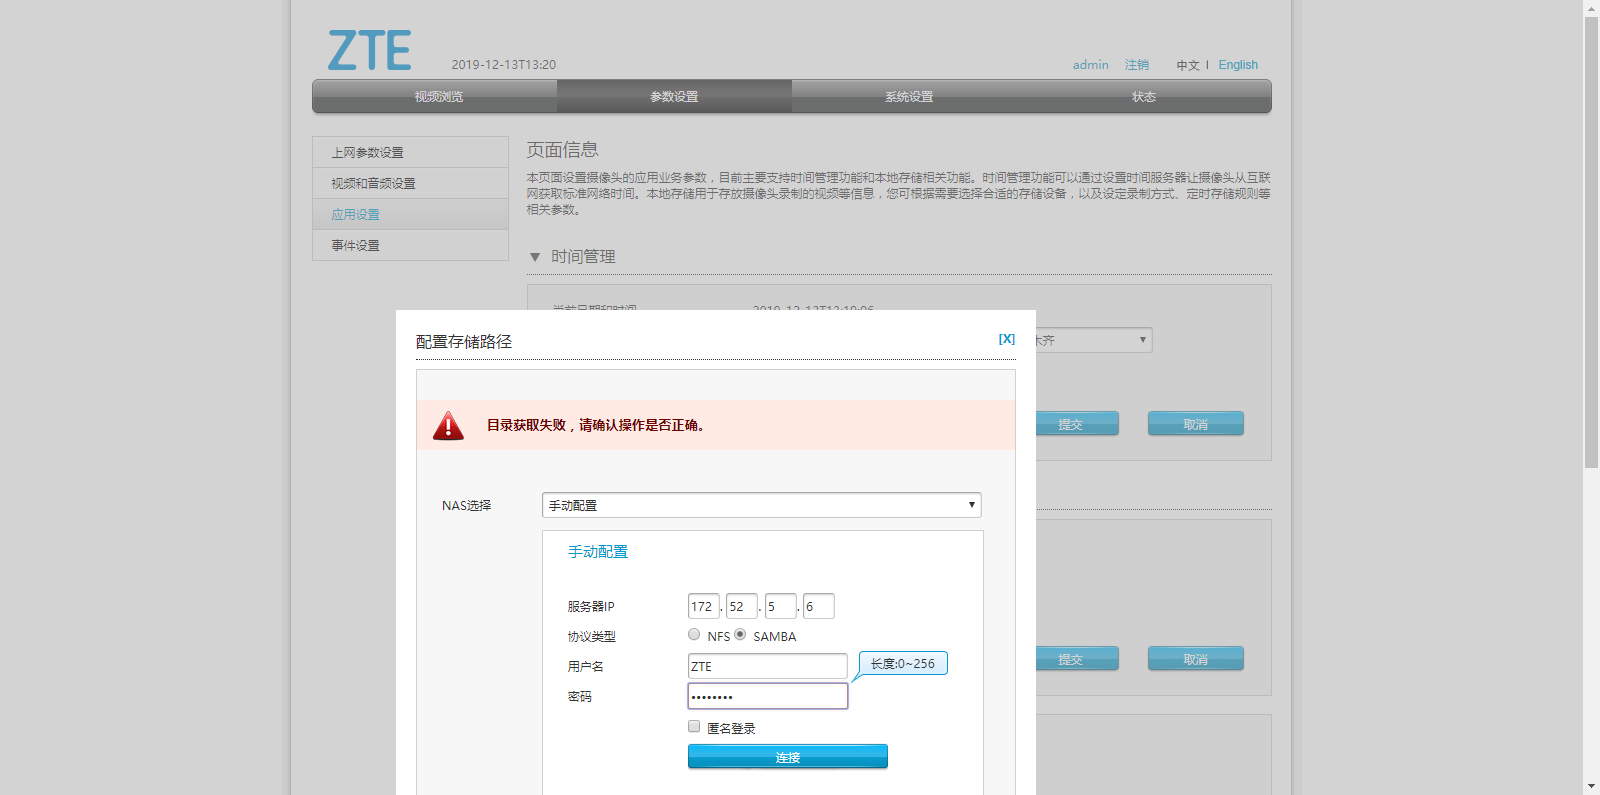 ZTE
2019-12-13T13:20
admin 注销 中文 | English
视频浏览 参数设置 系统设置 状态
上网参数设置
视频和音频设置
应用设置
事件设置
页面信息
本页面设置摄像头的应用业务参数，目前主要支持时间管理功能和本地存储相关功能。时间管理功能可以通过设置时间服务器让摄像头从互联
网获取标准网络时间。本地存储用于存放摄像头录制的视频等信息，您可根据需要选择合适的存储设备，以及设定录制方式、定时存储规则等
相关参数。
▼ 时间管理
当前日期和时间 2019-12-13T13:19:06
木齐
提交 取消
配置存储路径 [X]
目录获取失败，请确认操作是否正确。
NAS选择 手动配置
手动配置
服务器IP 172 . 52 . 5 . 6
协议类型 NFS SAMBA
用户名 ZTE 长度:0~256
密码 ••••••••
匿名登录
连接
提交 取消